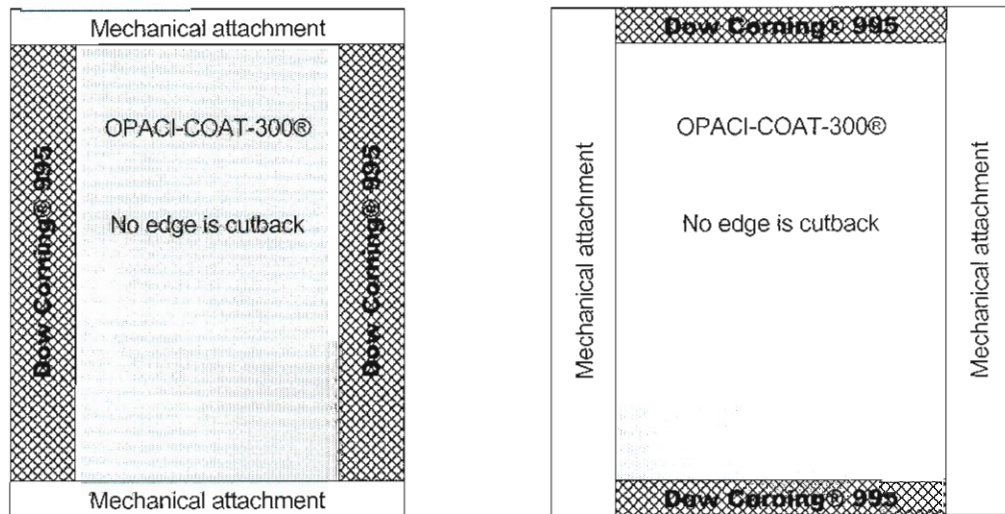 Mechanical attachment
Dow Corning® 995
OPACI-COAT-300®
No edge is cutback
Dow Corning® 995
Mechanical attachment
Dow Corning® 995
Mechanical attachment
OPACI-COAT-300®
No edge is cutback
Mechanical attachment
Dow Corning® 995